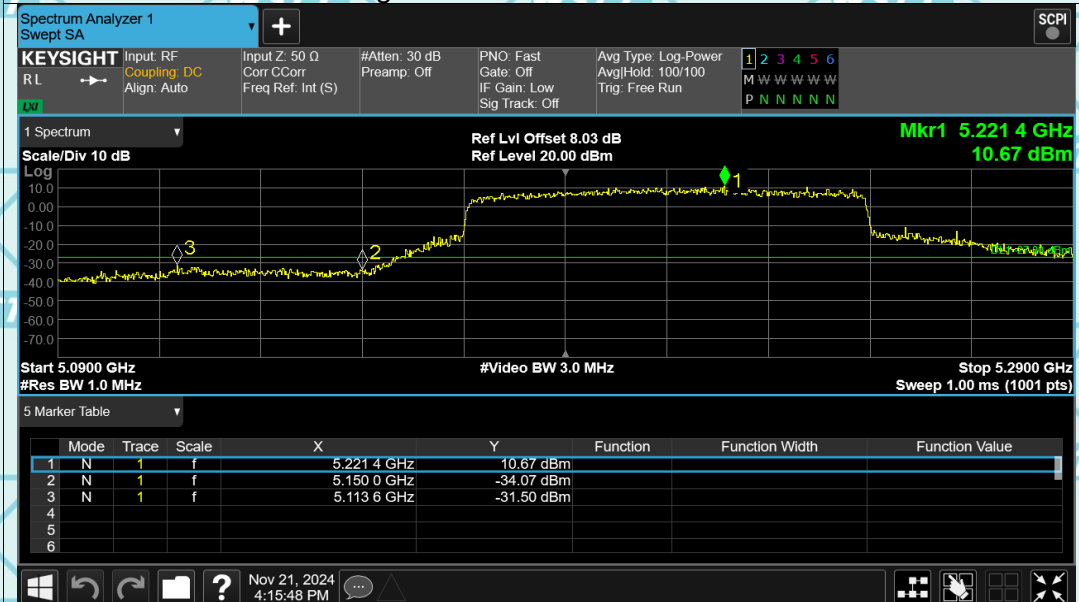 Spectrum Analyzer 1
Swept SA
+
SCPI
KEYSIGHT
RL
LXI
Input: RF
Coupling: DC
Align: Auto
Input Z: 50 Ω
Corr CCorr
Freq Ref: Int (S)
#Atten: 30 dB
Preamp: Off
PNO: Fast
Gate: Off
IF Gain: Low
Sig Track: Off
Avg Type: Log-Power
Avg|Hold: 100/100
Trig: Free Run
1 2 3 4 5 6
M W W W W W
P N N N N N
1 Spectrum
Scale/Div 10 dB
Ref Lvl Offset 8.03 dB
Ref Level 20.00 dBm
Mkr1 5.221 4 GHz
10.67 dBm
Log
10.0
0.00
-10.0
-20.0
-30.0
-40.0
-50.0
-60.0
-70.0
1
3
2
Start 5.0900 GHz
#Video BW 3.0 MHz
Stop 5.2900 GHz
#Res BW 1.0 MHz
Sweep 1.00 ms (1001 pts)
5 Marker Table
Mode Trace Scale X Y Function Function Width Function Value
1 N 1 f 5.221 4 GHz 10.67 dBm
2 N 1 f 5.150 0 GHz -34.07 dBm
3 N 1 f 5.113 6 GHz -31.50 dBm
4
5
6
?
Nov 21, 2024
4:15:48 PM